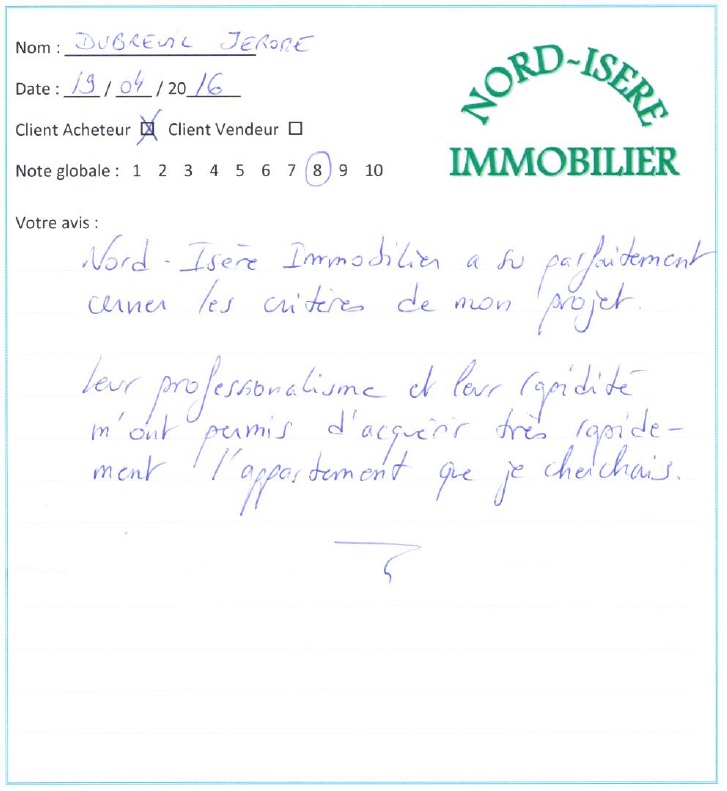 Nom : DUBREUIL JEROME
NORD-ISERE
IMMOBILIER
Date : 19 / 04 / 2016
Client Acheteur ☒ Client Vendeur ☐
Note globale : 1 2 3 4 5 6 7 8 9 10
Votre avis :
Nord - Isère Immobilier a su parfaitement
cerner les critères de mon projet.
Leur professionalisme et leur rapidité
m'ont permis d'acquérir très rapide-
ment l'appartement que je cherchais.